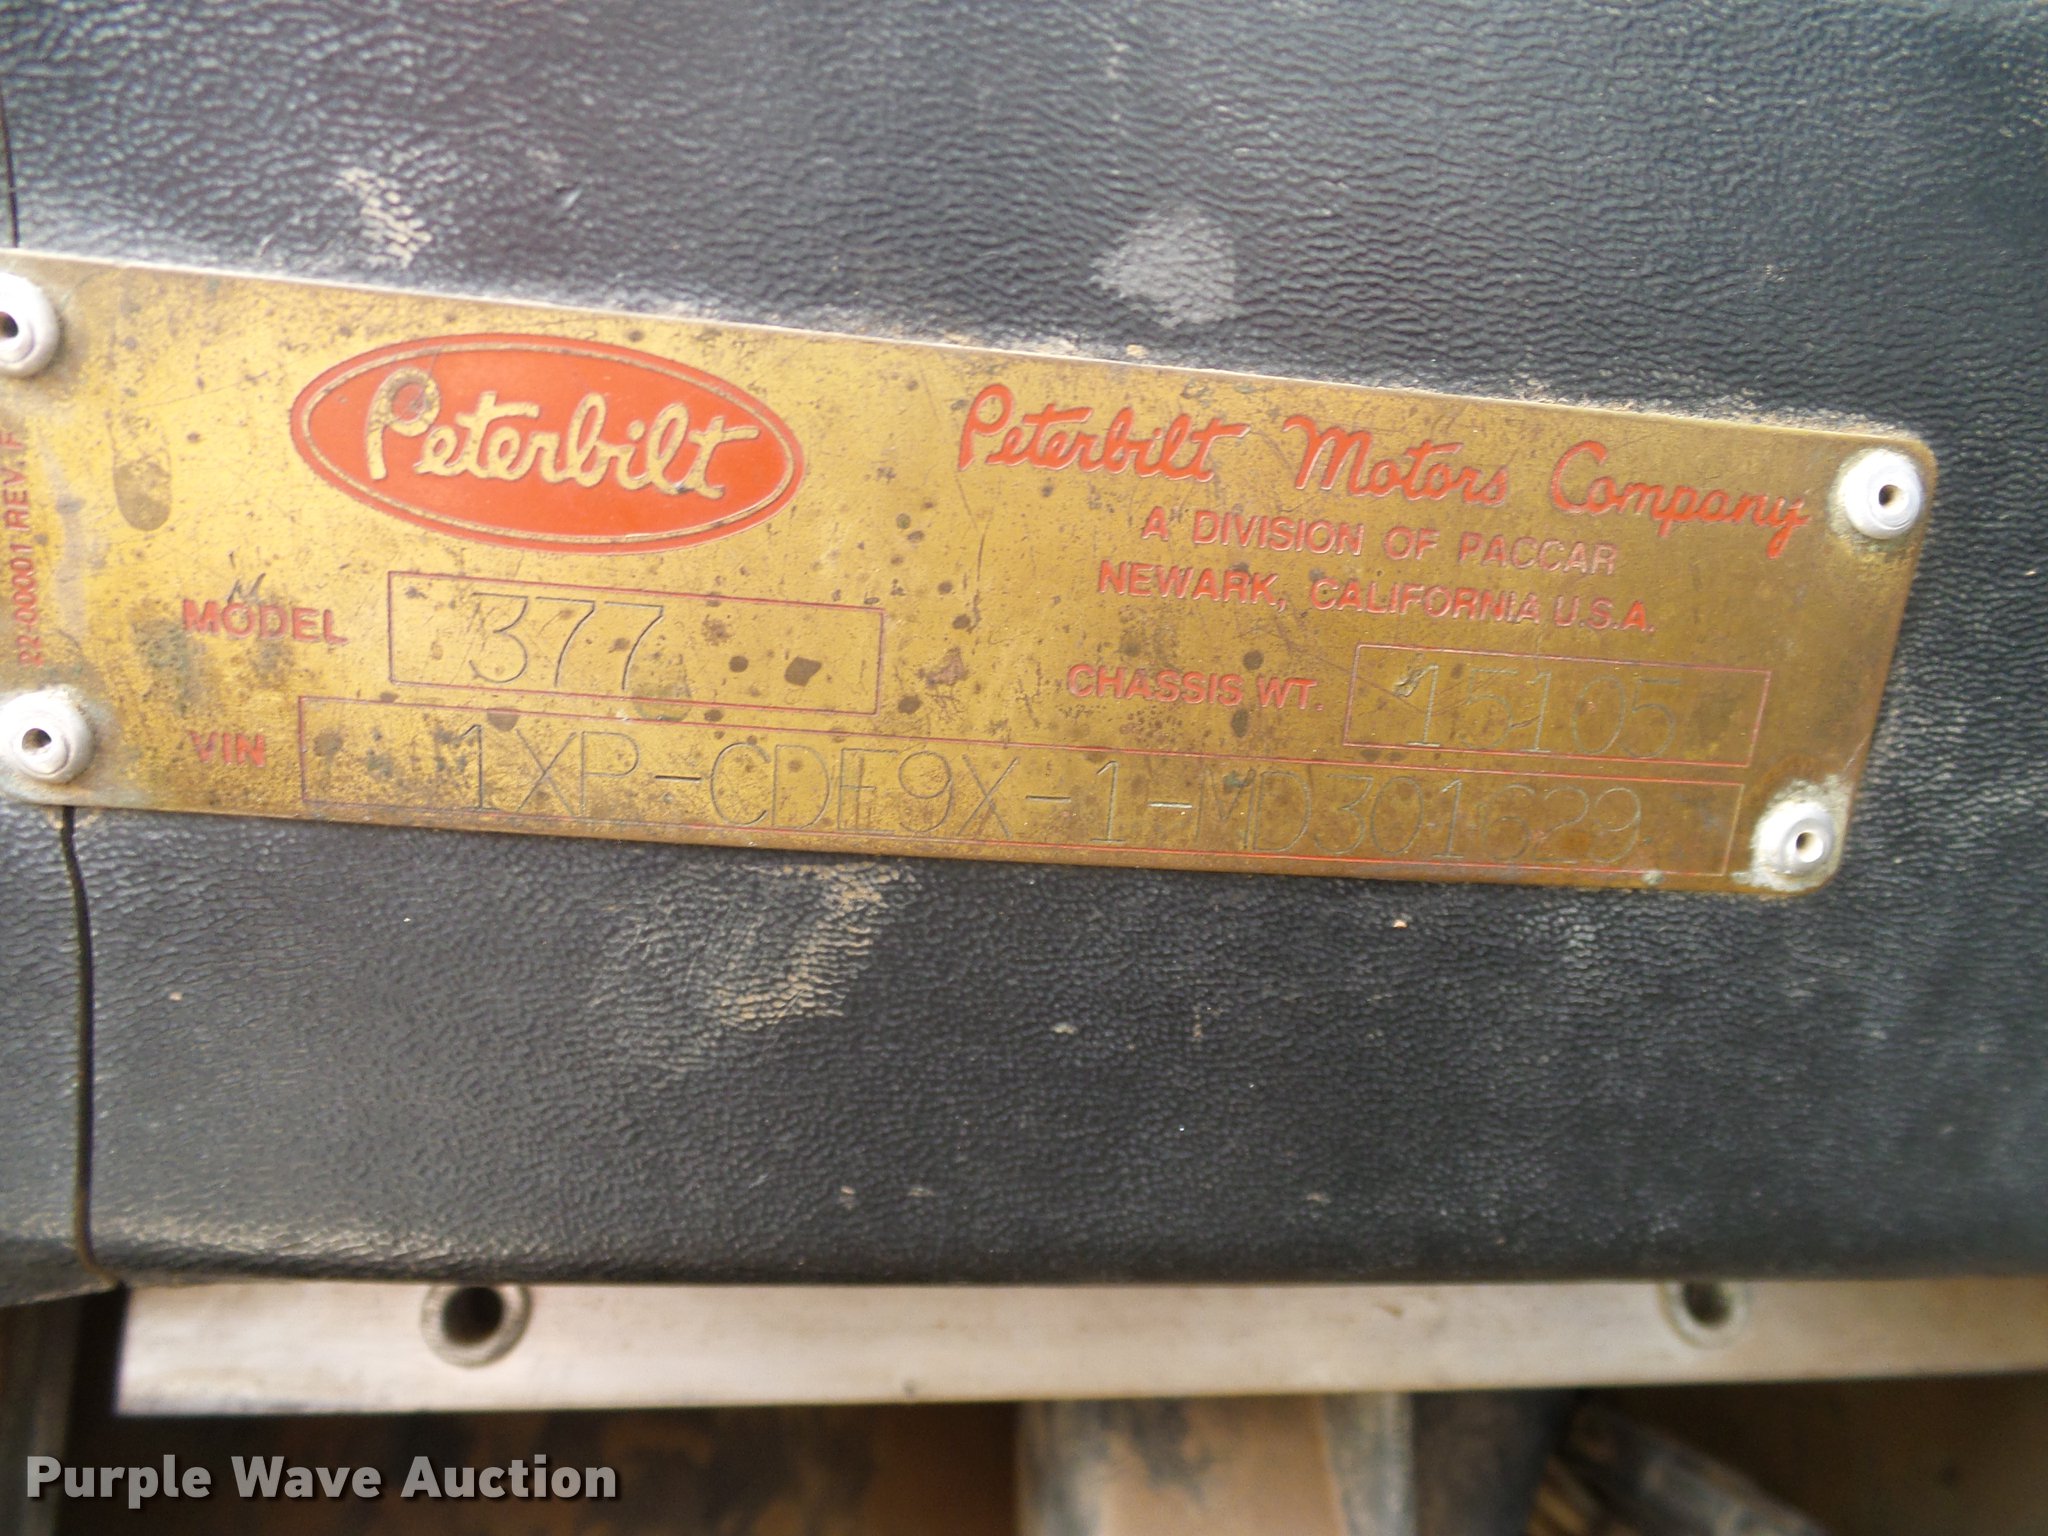 Peterbilt
Peterbilt Motors Company
A DIVISION OF PACCAR
NEWARK, CALIFORNIA U.S.A.
MODEL 377
CHASSIS WT. 15105
VIN 1XP-CDE9X-1-MD301629
22-00001 REV. F
Purple Wave Auction